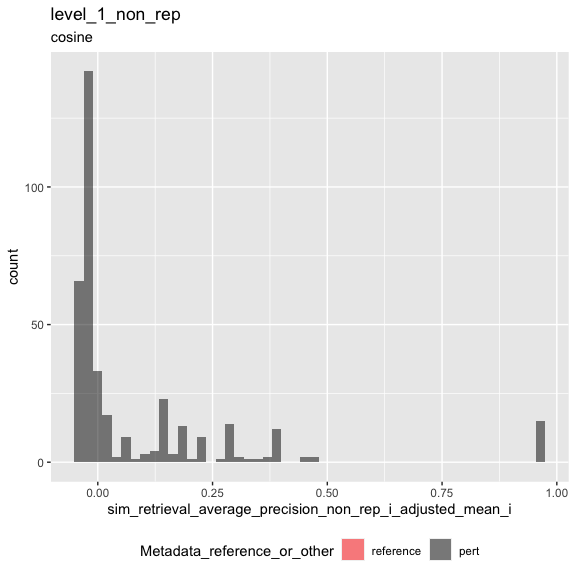 level_1_non_rep
cosine
count
100
50
0
0.00 0.25 0.50 0.75 1.00
sim_retrieval_average_precision_non_rep_i_adjusted_mean_i
Metadata_reference_or_other reference pert